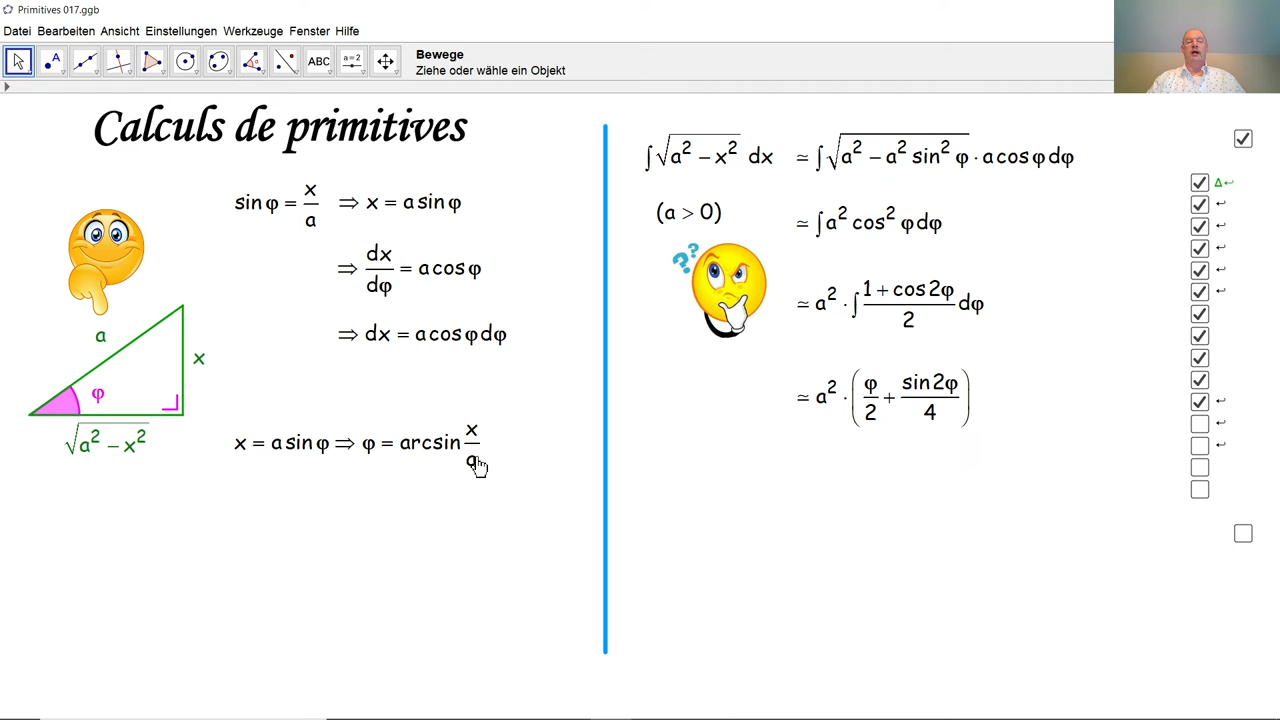 Primitives 017.ggb
Datei Bearbeiten Ansicht Einstellungen Werkzeuge Fenster Hilfe
A ABC a=2 Bewege
Ziehe oder wähle ein Objekt
Calculs de primitives
sin φ = x/a ⇒ x = a sin φ
⇒ dx/dφ = a cos φ
⇒ dx = a cos φ dφ
a
x
φ
√(a² − x²)
x = a sin φ ⇒ φ = arcsin x/a
∫√(a² − x²) dx ≃ ∫√(a² − a² sin² φ) · a cos φ dφ
(a > 0)
≃ ∫ a² cos² φ dφ
??
≃ a² · ∫ (1 + cos 2φ)/2 dφ
≃ a² · (φ/2 + sin 2φ/4)
Δ↩